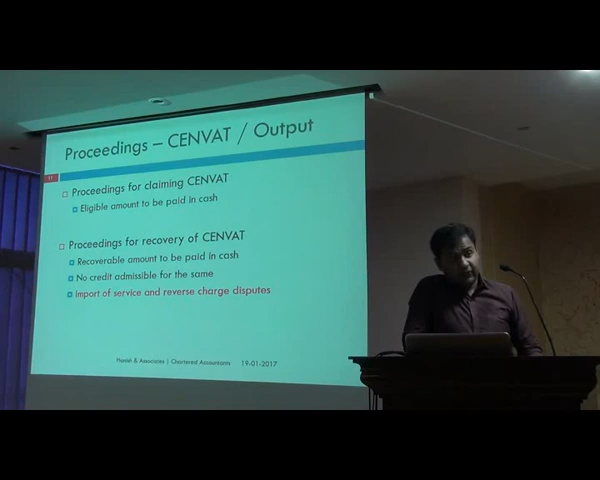 Proceedings – CENVAT / Output
11
Proceedings for claiming CENVAT
Eligible amount to be paid in cash
Proceedings for recovery of CENVAT
Recoverable amount to be paid in cash
No credit admissible for the same
Import of service and reverse charge disputes
& Associates | Chartered Accountants 19-01-2017